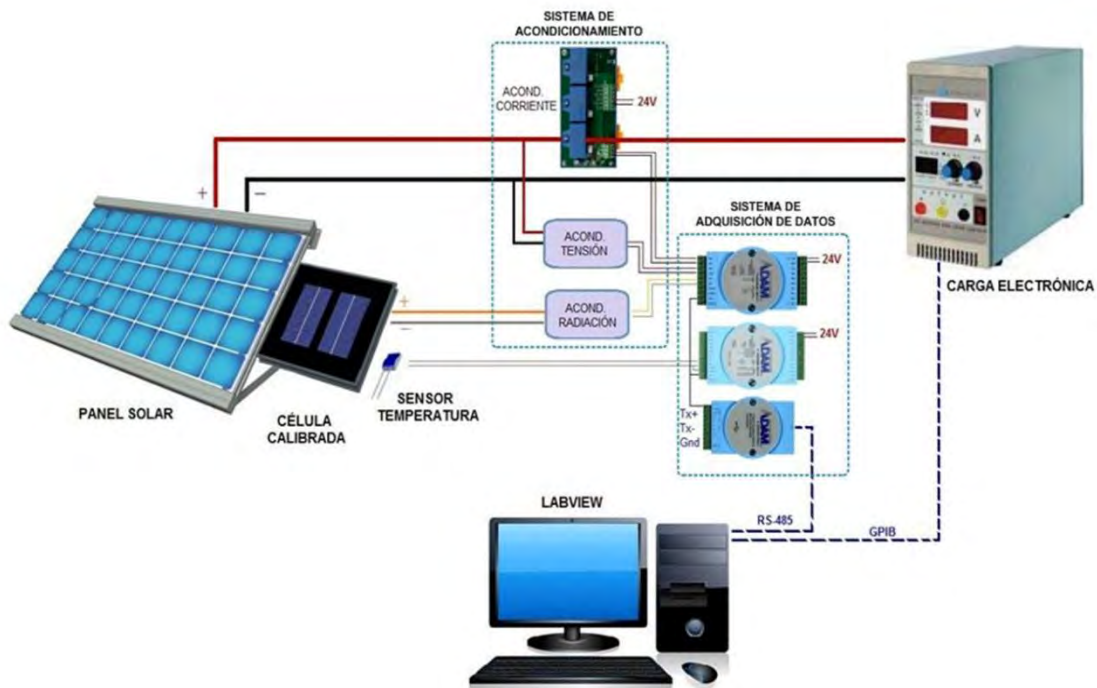 SISTEMA DE
ACONDICIONAMIENTO
ACOND.
CORRIENTE
24V
+
−
ACOND.
TENSIÓN
SISTEMA DE
ADQUISICIÓN DE DATOS
ADAM
24V
V
A
CARGA ELECTRÓNICA
+
−
ACOND.
RADIACIÓN
ADAM
24V
PANEL SOLAR
CÉLULA
CALIBRADA
SENSOR
TEMPERATURA
Tx+
Tx-
Gnd
ADAM
LABVIEW
RS-485
GPIB